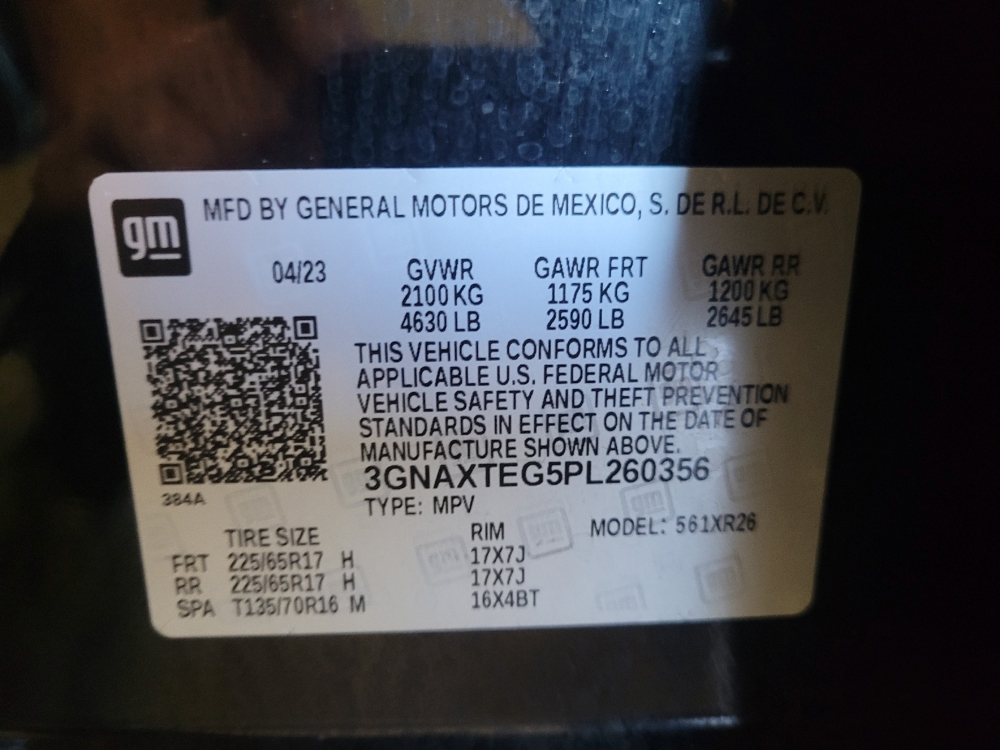 gm
MFD BY GENERAL MOTORS DE MEXICO, S. DE R.L. DE C.V.
04/23 GVWR GAWR FRT GAWR RR
2100 KG 1175 KG 1200 KG
4630 LB 2590 LB 2645 LB
THIS VEHICLE CONFORMS TO ALL
APPLICABLE U.S. FEDERAL MOTOR
VEHICLE SAFETY AND THEFT PREVENTION
STANDARDS IN EFFECT ON THE DATE OF
MANUFACTURE SHOWN ABOVE.
3GNAXTEG5PL260356
384A
TYPE: MPV
TIRE SIZE RIM MODEL: 561XR26
FRT 225/65R17 H 17X7J
RR 225/65R17 H 17X7J
SPA T135/70R16 M 16X4BT